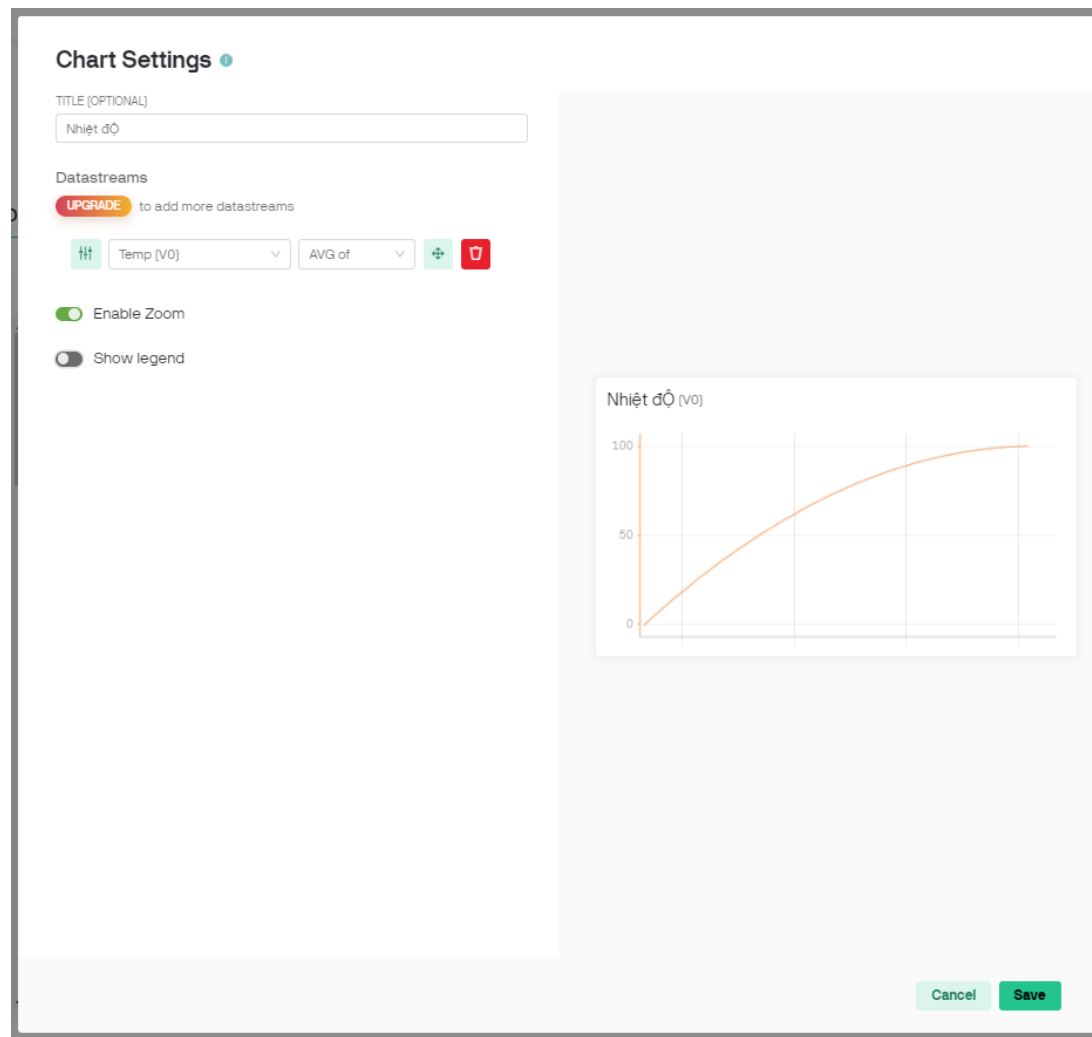 Chart Settings
TITLE (OPTIONAL)
Nhiệt đỘ
Datastreams
UPGRADE to add more datastreams
Temp (V0) AVG of
Enable Zoom
Show legend
Nhiệt đỘ (V0)
100
50
0
Cancel Save